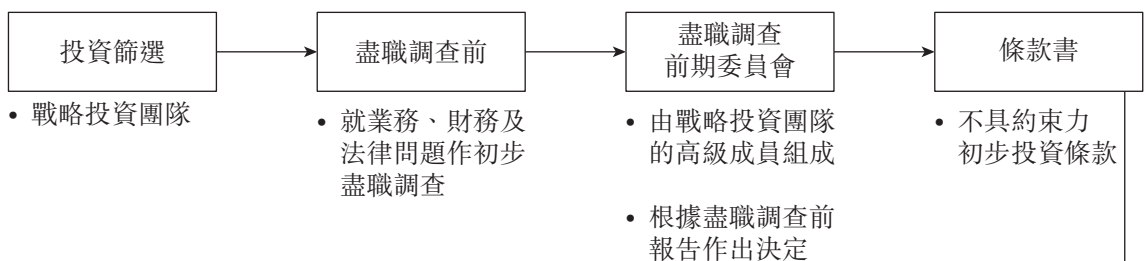 投資篩選
盡職調查前
盡職調查
前期委員會
條款書
• 戰略投資團隊
• 就業務、財務及
法律問題作初步
盡職調查
• 由戰略投資團隊
的高級成員組成
• 根據盡職調查前
報告作出決定
• 不具約束力
初步投資條款